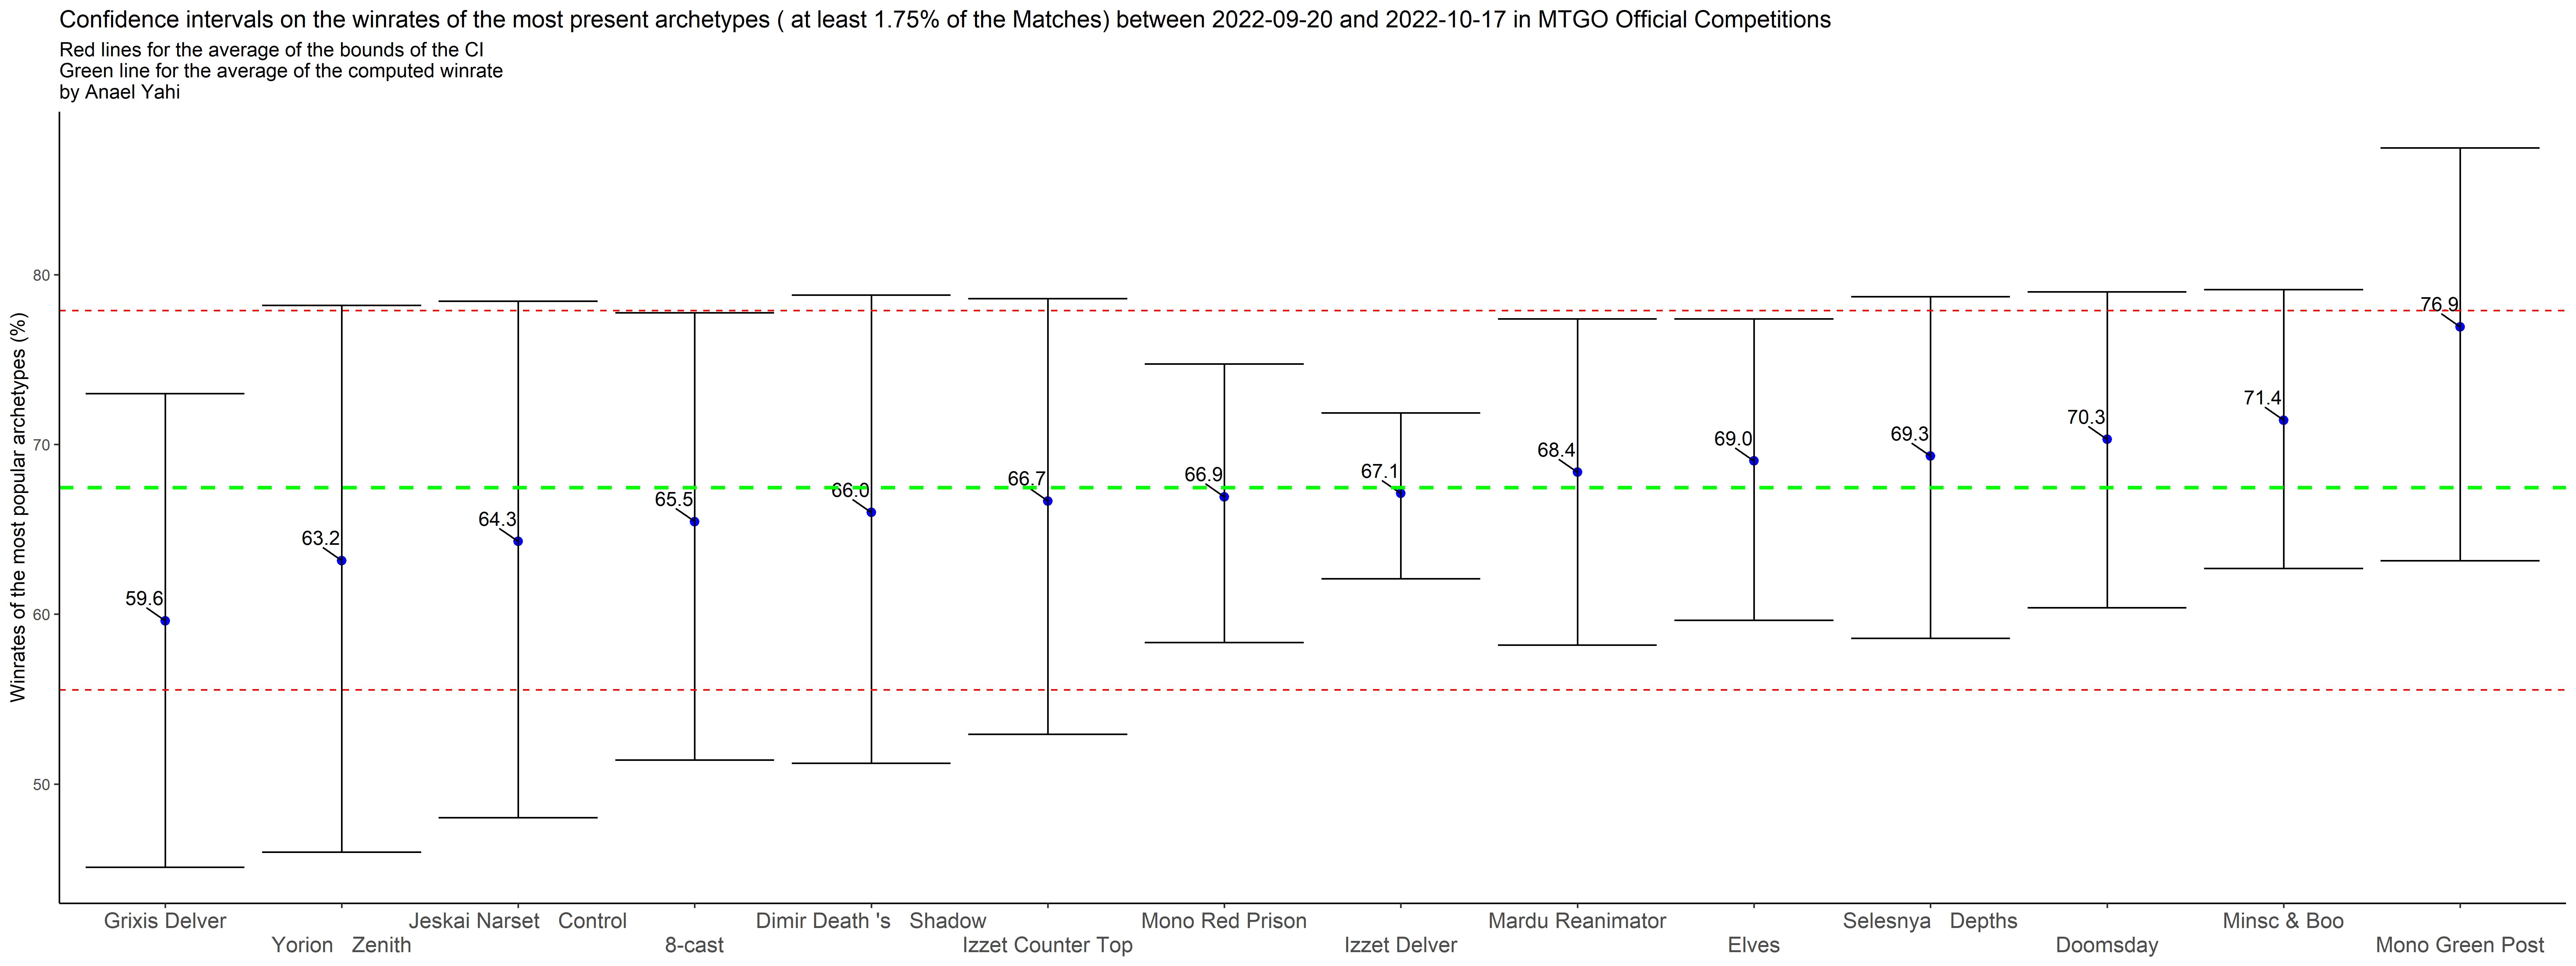 Confidence intervals on the winrates of the most present archetypes ( at least 1.75% of the Matches) between 2022-09-20 and 2022-10-17 in MTGO Official Competitions
Red lines for the average of the bounds of the CI
Green line for the average of the computed winrate
by Anael Yahi
Winrates of the most popular archetypes (%)
80
70
60
50
59.6
63.2
64.3
65.5
66.0
66.7
66.9
67.1
68.4
69.0
69.3
70.3
71.4
76.9
Grixis Delver
Yorion Zenith
Jeskai Narset Control
8-cast
Dimir Death 's Shadow
Izzet Counter Top
Mono Red Prison
Izzet Delver
Mardu Reanimator
Elves
Selesnya Depths
Doomsday
Minsc & Boo
Mono Green Post